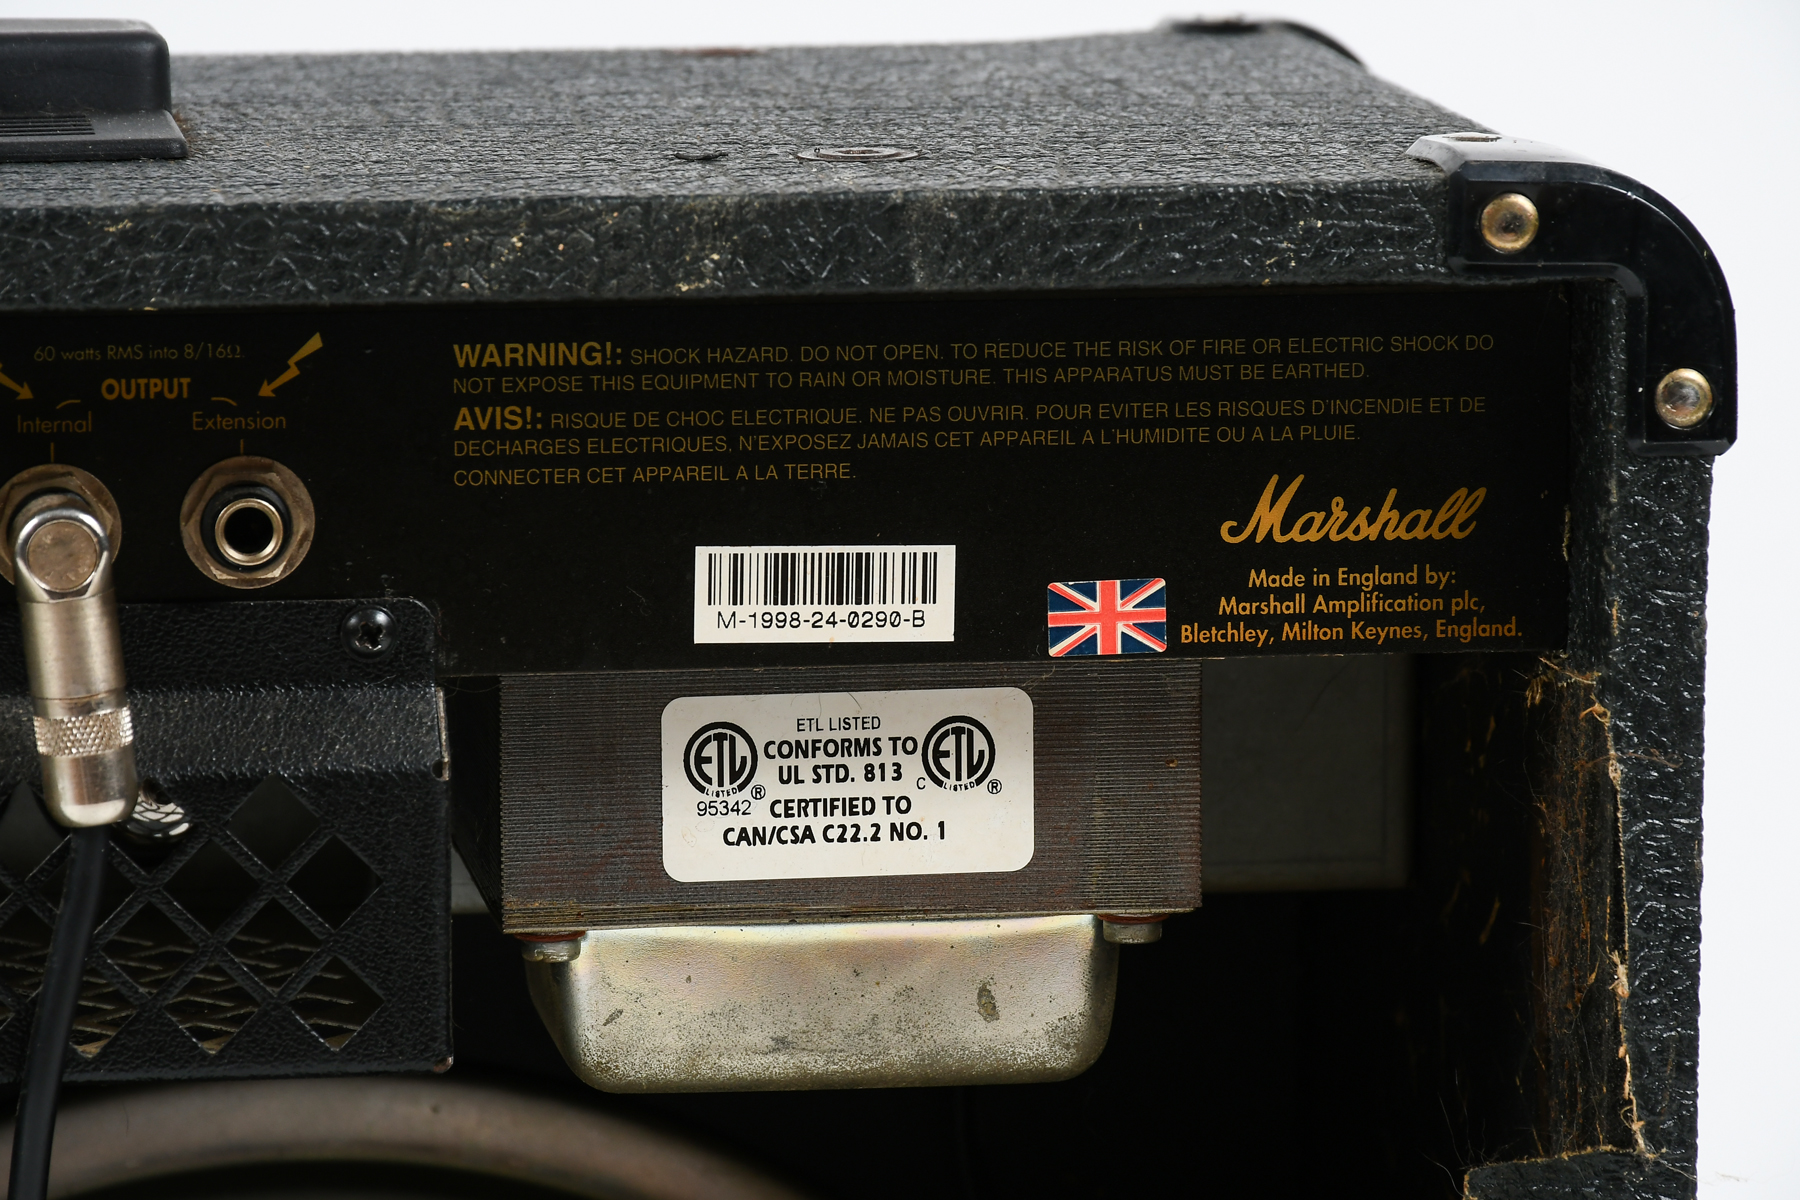 60 watts RMS into 8/16Ω.
OUTPUT
Internal
Extension
WARNING!: SHOCK HAZARD. DO NOT OPEN. TO REDUCE THE RISK OF FIRE OR ELECTRIC SHOCK DO
NOT EXPOSE THIS EQUIPMENT TO RAIN OR MOISTURE. THIS APPARATUS MUST BE EARTHED.
AVIS!: RISQUE DE CHOC ELECTRIQUE. NE PAS OUVRIR. POUR EVITER LES RISQUES D'INCENDIE ET DE
DECHARGES ELECTRIQUES, N'EXPOSEZ JAMAIS CET APPAREIL A L'HUMIDITE OU A LA PLUIE.
CONNECTER CET APPAREIL A LA TERRE.
Marshall
Made in England by:
Marshall Amplification plc,
Bletchley, Milton Keynes, England.
M-1998-24-0290-B
ETL LISTED
CONFORMS TO
UL STD. 813
95342 CERTIFIED TO
CAN/CSA C22.2 NO. 1
ETL LISTED ®
C ETL LISTED ®